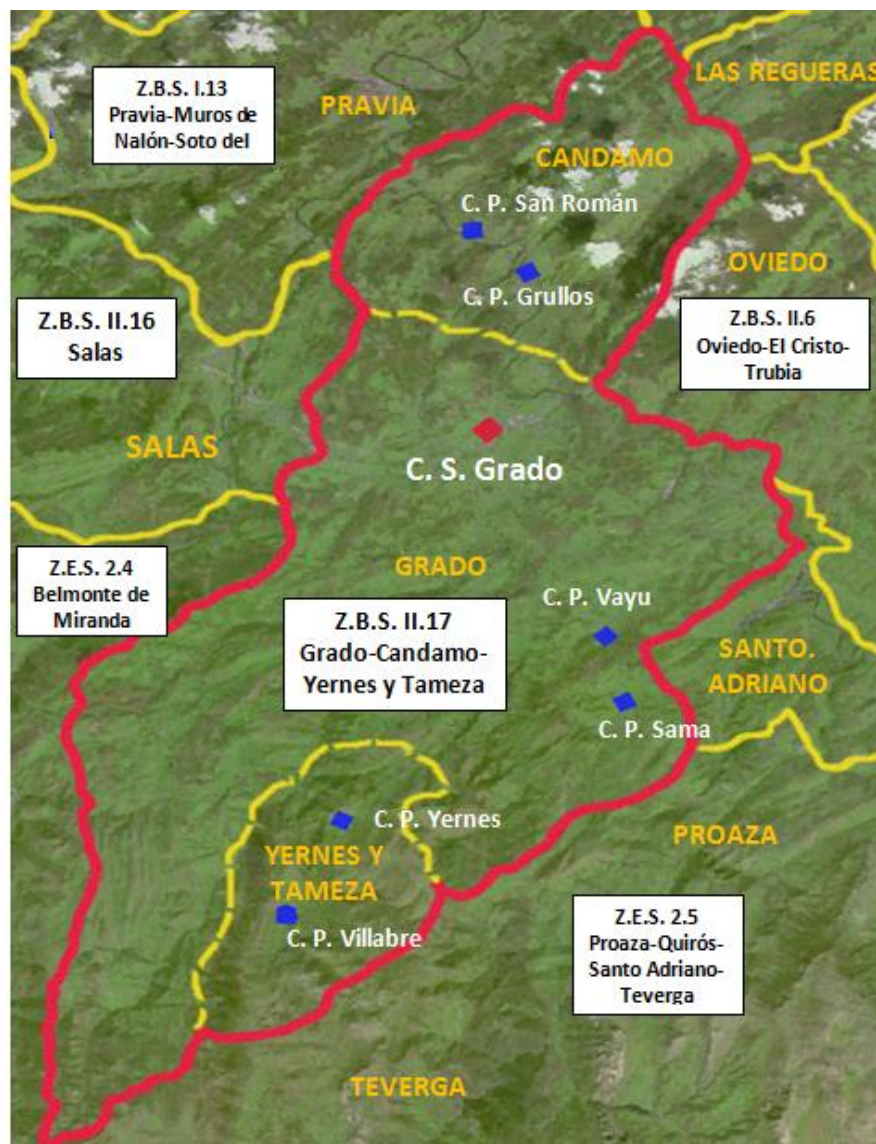 Z.B.S. I.13
Pravia-Muros de
Nalón-Soto del
PRAVIA
LAS REGUERAS
CANDAMO
C. P. San Román
OVIEDO
C. P. Grullos
Z.B.S. II.16
Salas
Z.B.S. II.6
Oviedo-El Cristo-
Trubia
SALAS
C. S. Grado
Z.E.S. 2.4
Belmonte de
Miranda
GRADO
C. P. Vayu
Z.B.S. II.17
Grado-Candamo-
Yernes y Tameza
SANTO.
ADRIANO
C. P. Sama
C. P. Yernes
PROAZA
YERNES Y
TAMEZA
C. P. Villabre
Z.E.S. 2.5
Proaza-Quirós-
Santo Adriano-
Teverga
TEVERGA